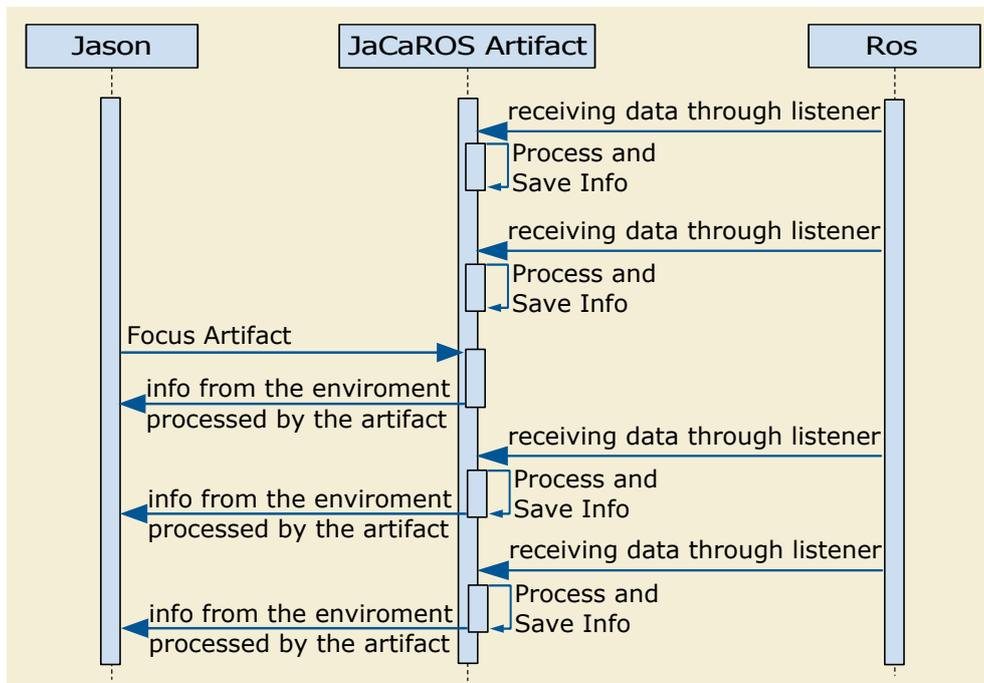 Jason
JaCaROS Artifact
Ros
receiving data through listener
Process and
Save Info
receiving data through listener
Process and
Save Info
Focus Artifact
info from the enviroment
processed by the artifact
receiving data through listener
Process and
Save Info
info from the enviroment
processed by the artifact
receiving data through listener
Process and
Save Info
info from the enviroment
processed by the artifact